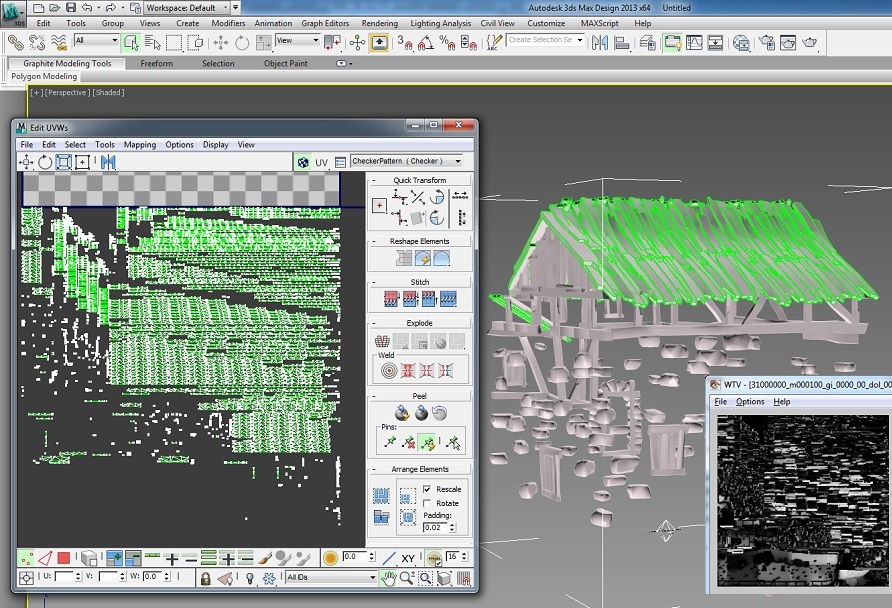 Workspace: Default
Autodesk 3ds Max Design 2013 x64 Untitled
3DS
Edit Tools Group Views Create Modifiers Animation Graph Editors Rendering Lighting Analysis Civil View Customize MAXScript Help
All View Create Selection Se
Graphite Modeling Tools Freeform Selection Object Paint
Polygon Modeling
[+] [Perspective] [Shaded]
Edit UVWs
File Edit Select Tools Mapping Options Display View
UV CheckerPattern ( Checker )
Quick Transform
Reshape Elements
Stitch
Explode
Weld
Peel
Pins:
Arrange Elements
Rescale
Rotate
Padding:
0.02
0.0 XY 16
U: V: W: 0.0 All IDs
WTV - [31000000_m000100_gi_0000_00_dol_00
File Options Help